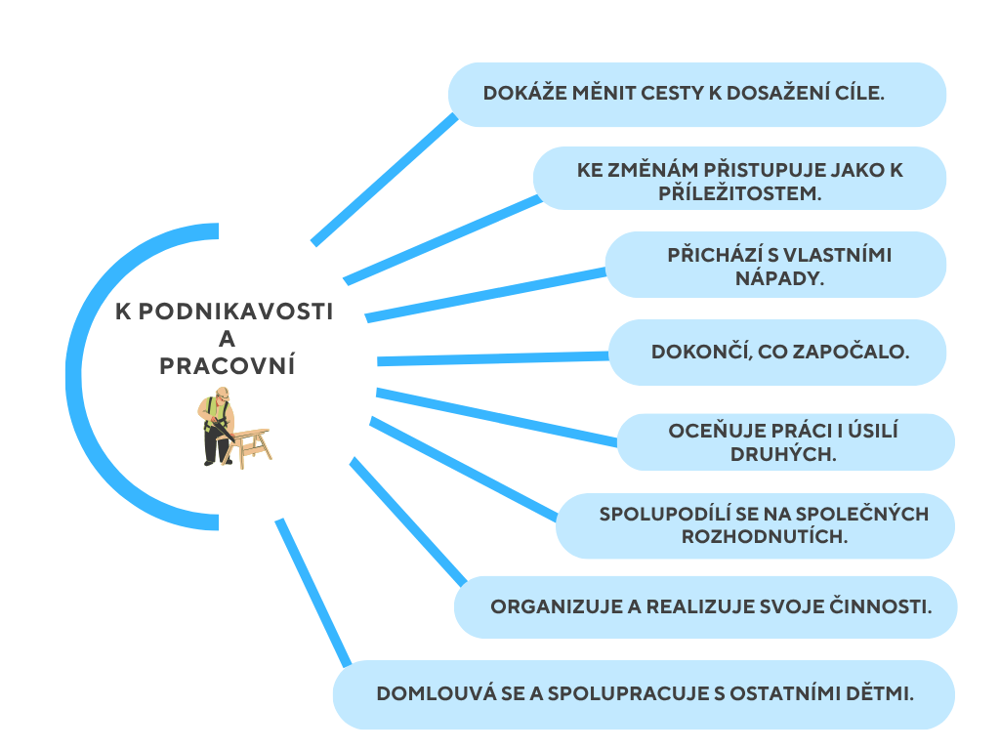 DOKÁŽE MĚNIT CESTY K DOSAŽENÍ CÍLE.
KE ZMĚNÁM PŘISTUPUJE JAKO K
PŘÍLEŽITOSTEM.
PŘICHÁZÍ S VLASTNÍMI
NÁPADY.
K PODNIKAVOSTI
A
PRACOVNÍ
DOKONČÍ, CO ZAPOČALO.
OCEŇUJE PRÁCI I ÚSILÍ
DRUHÝCH.
SPOLUPODÍLÍ SE NA SPOLEČNÝCH
ROZHODNUTÍCH.
ORGANIZUJE A REALIZUJE SVOJE ČINNOSTI.
DOMLOUVÁ SE A SPOLUPRACUJE S OSTATNÍMI DĚTMI.